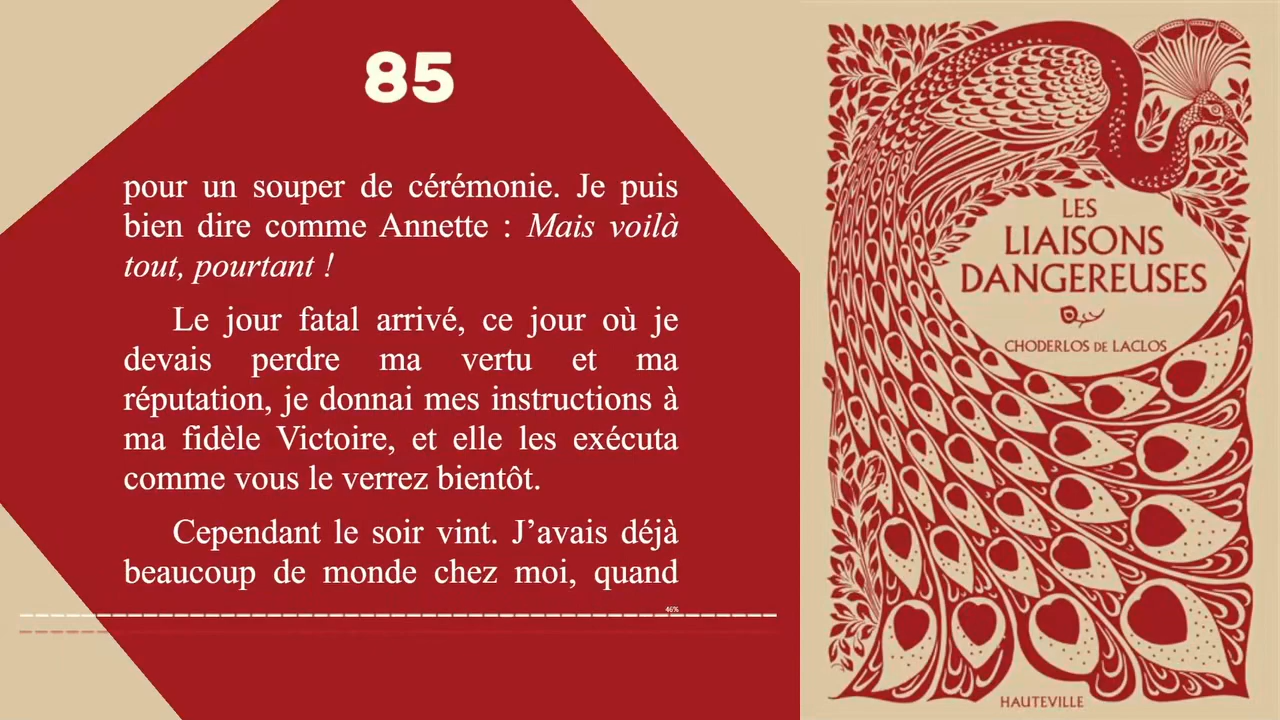 85
pour un souper de cérémonie. Je puis
bien dire comme Annette : Mais voilà
tout, pourtant !
Le jour fatal arrivé, ce jour où je
devais perdre ma vertu et ma
réputation, je donnai mes instructions à
ma fidèle Victoire, et elle les exécuta
comme vous le verrez bientôt.
Cependant le soir vint. J’avais déjà
beaucoup de monde chez moi, quand
46%
LES
LIAISONS
DANGEREUSES
CHODERLOS DE LACLOS
HAUTEVILLE